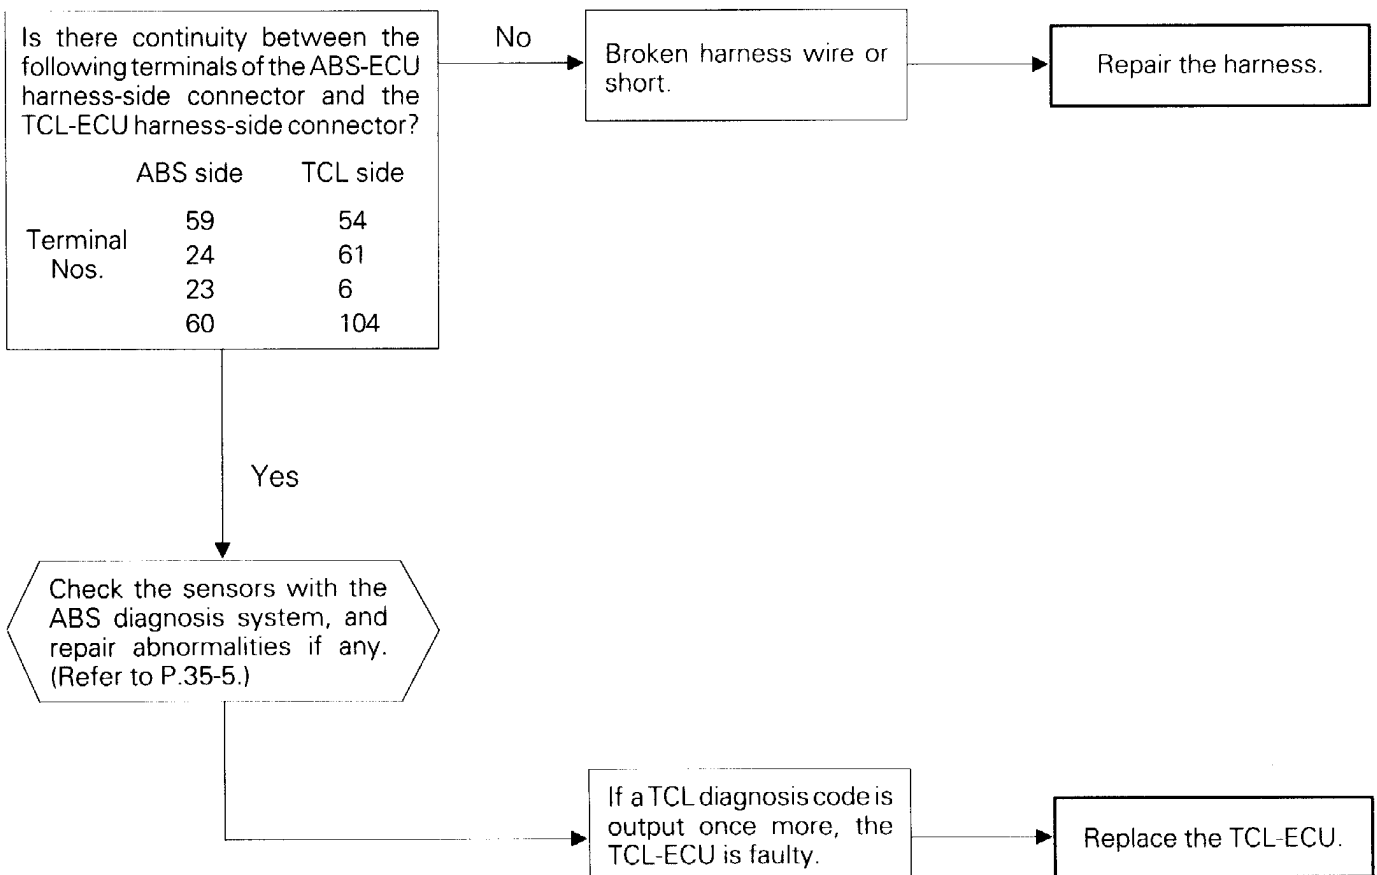 Is there continuity between the
following terminals of the ABS-ECU
harness-side connector and the
TCL-ECU harness-side connector?
ABS side TCL side
Terminal Nos.
59 54
24 61
23 6
60 104
No
Broken harness wire or
short.
Repair the harness.
Yes
Check the sensors with the
ABS diagnosis system, and
repair abnormalities if any.
(Refer to P.35-5.)
If a TCL diagnosis code is
output once more, the
TCL-ECU is faulty.
Replace the TCL-ECU.